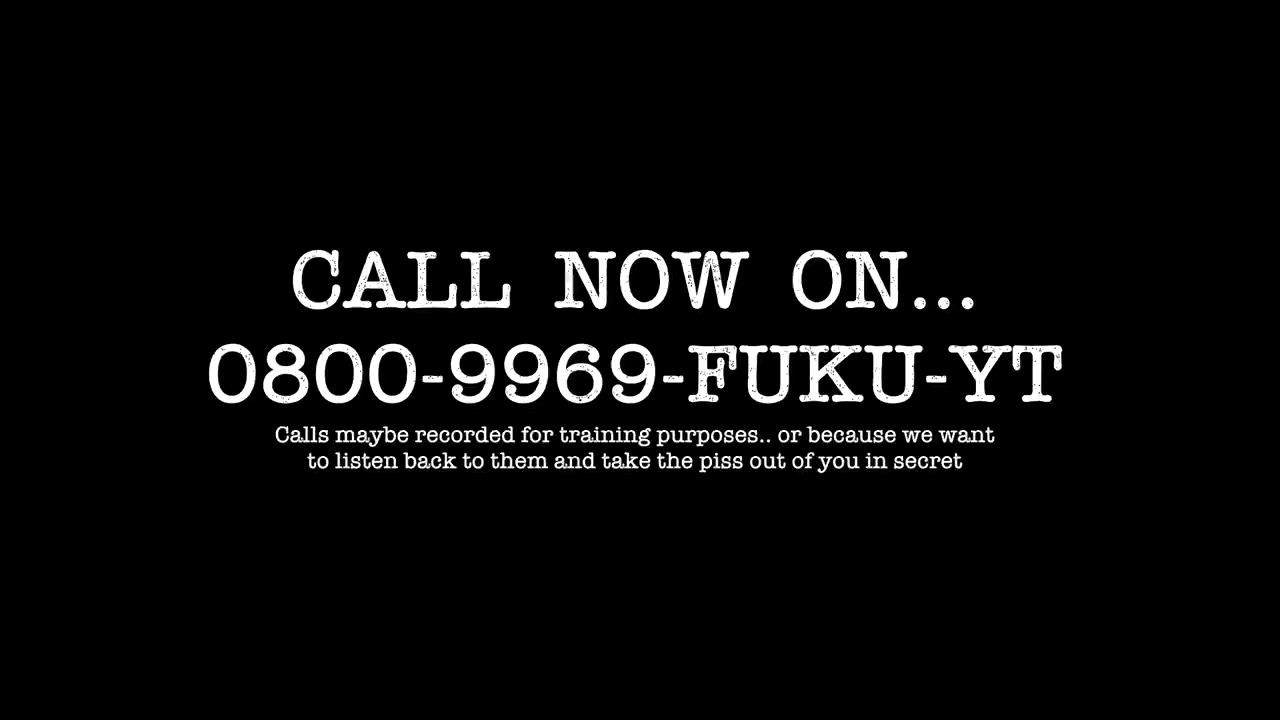 CALL NOW ON...
0800-9969-FUKU-YT
Calls maybe recorded for training purposes.. or because we want
to listen back to them and take the piss out of you in secret